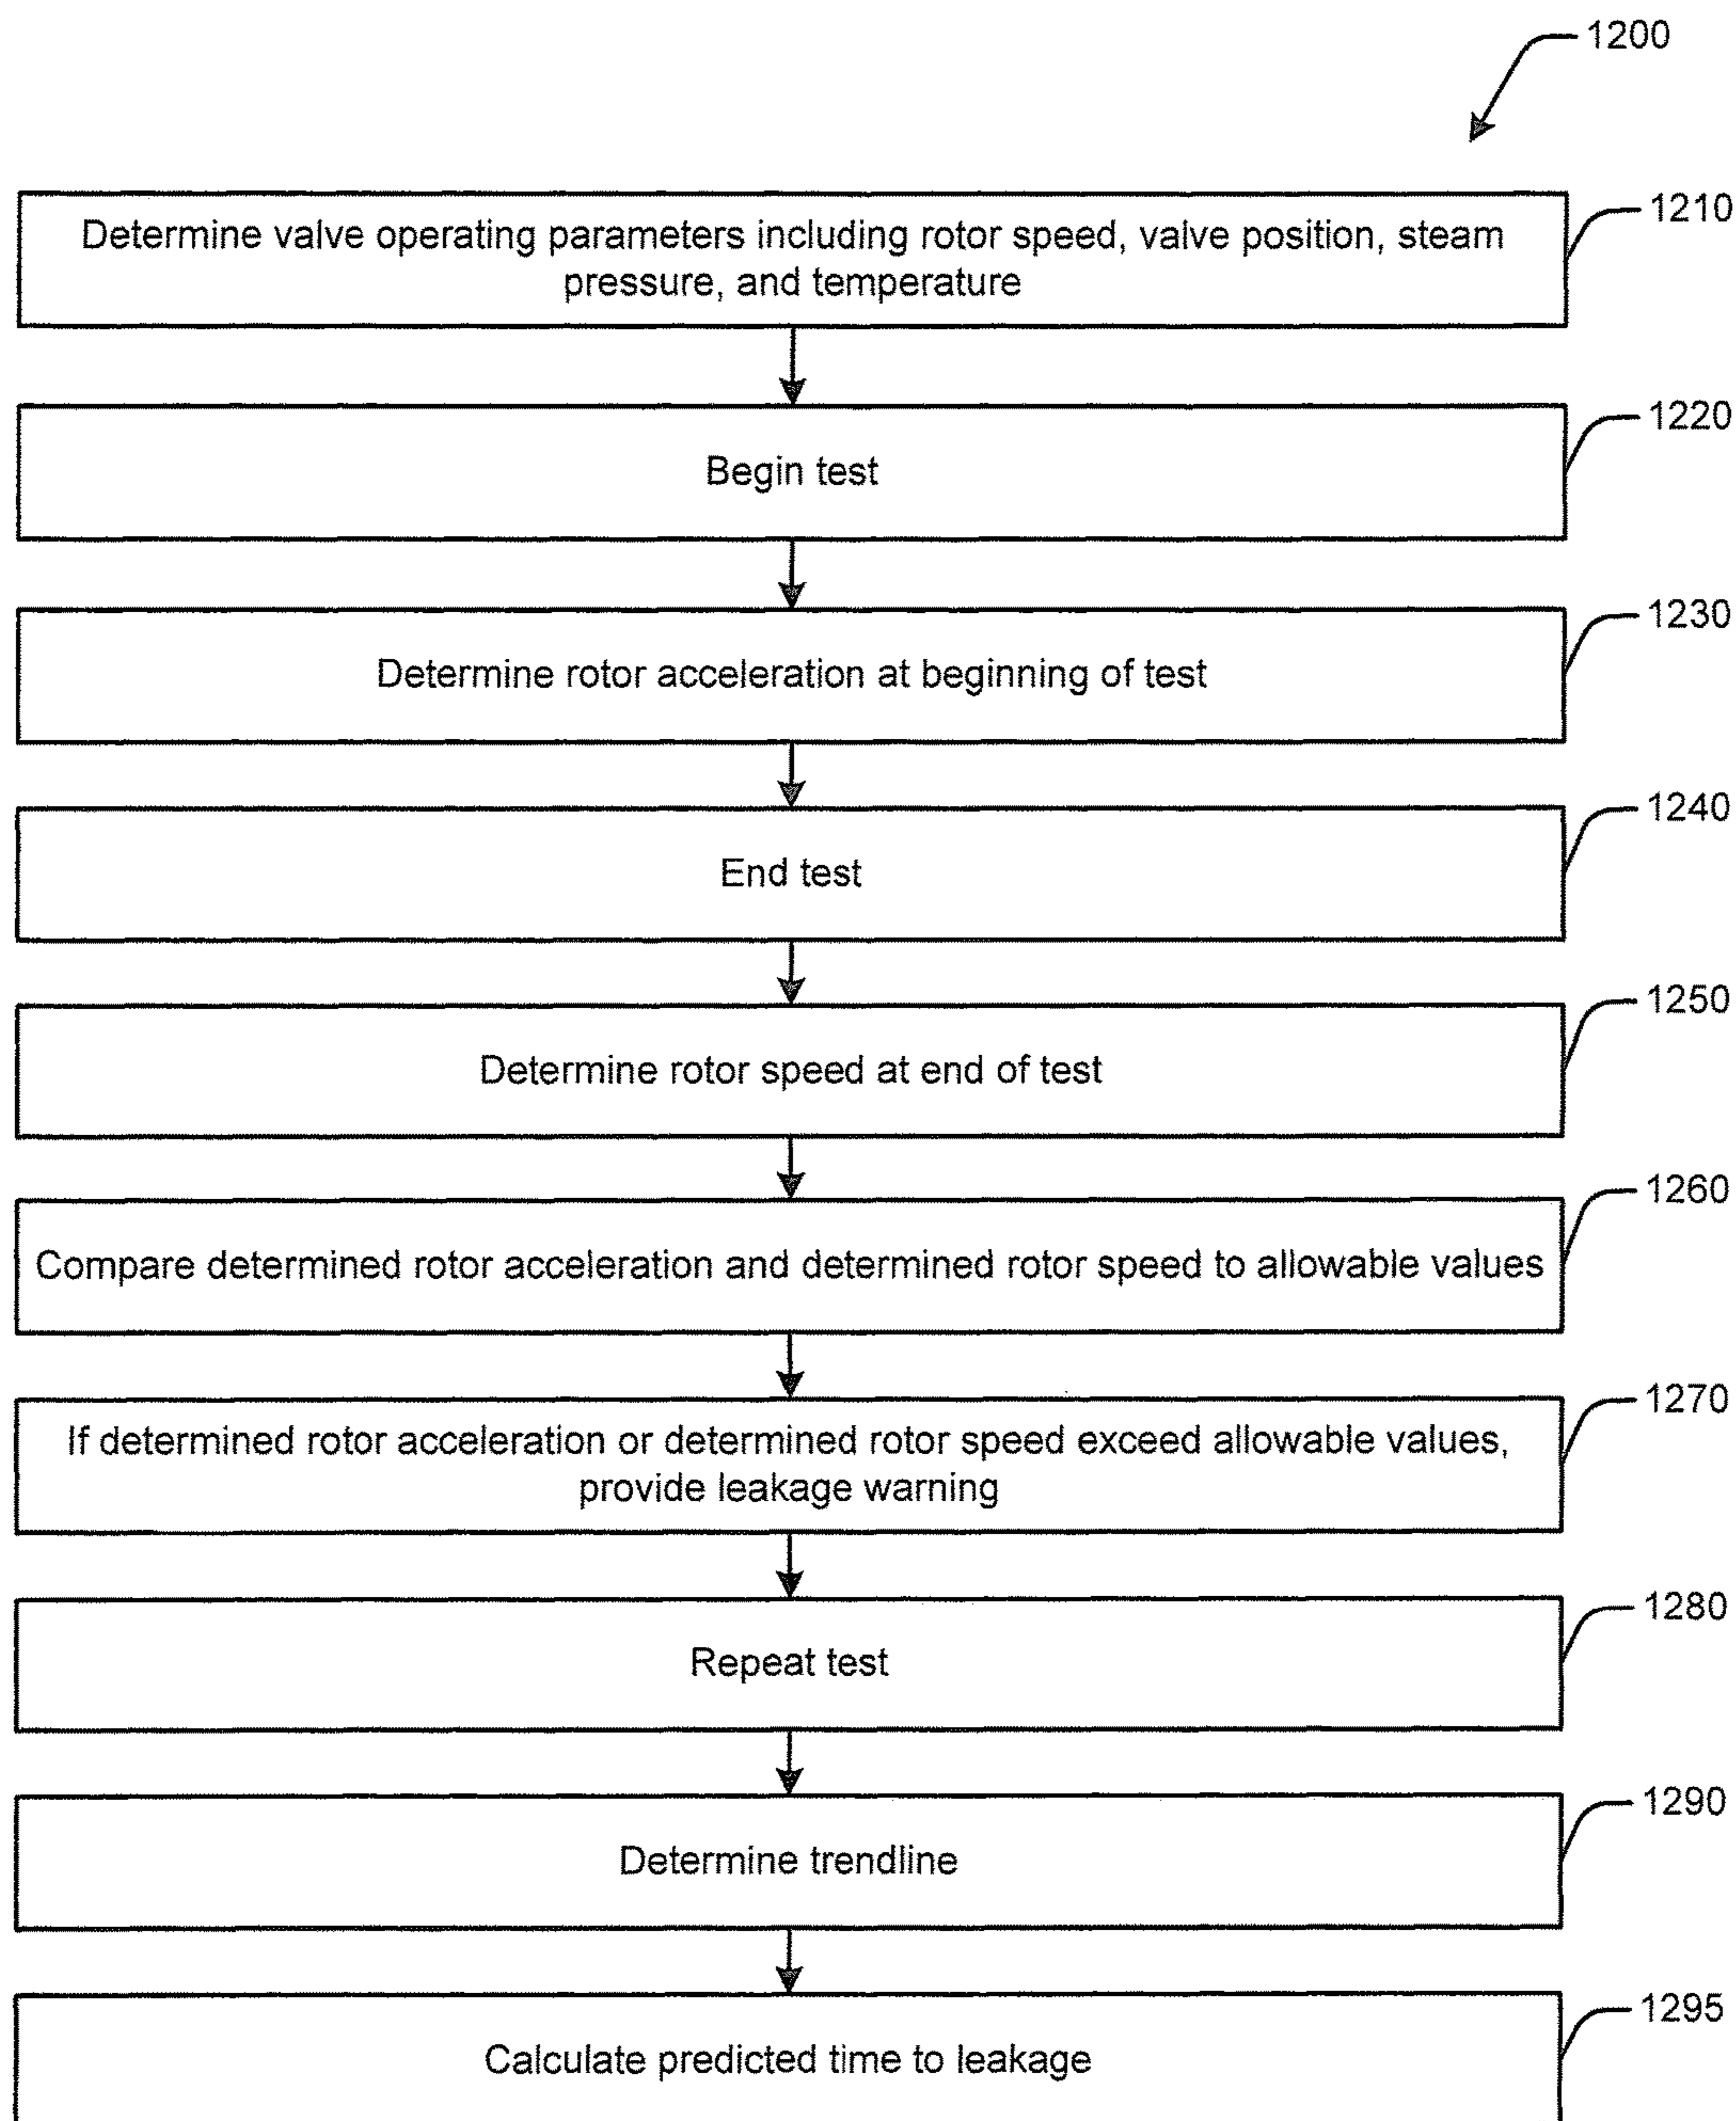 1200
1210
Determine valve operating parameters including rotor speed, valve position, steam
pressure, and temperature
1220
Begin test
1230
Determine rotor acceleration at beginning of test
1240
End test
1250
Determine rotor speed at end of test
1260
Compare determined rotor acceleration and determined rotor speed to allowable values
1270
If determined rotor acceleration or determined rotor speed exceed allowable values,
provide leakage warning
1280
Repeat test
1290
Determine trendline
1295
Calculate predicted time to leakage